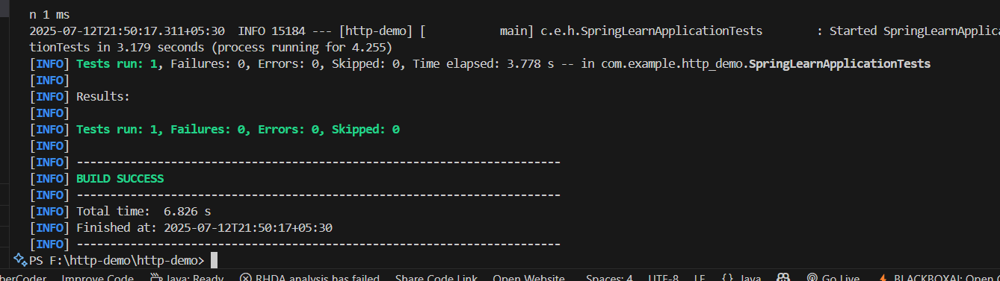 n 1 ms
2025-07-12T21:50:17.311+05:30  INFO 15184 --- [http-demo] [           main] c.e.h.SpringLearnApplicationTests        : Started SpringLearnApplica
tionTests in 3.179 seconds (process running for 4.255)
[INFO] Tests run: 1, Failures: 0, Errors: 0, Skipped: 0, Time elapsed: 3.778 s -- in com.example.http_demo.SpringLearnApplicationTests
[INFO]
[INFO] Results:
[INFO]
[INFO] Tests run: 1, Failures: 0, Errors: 0, Skipped: 0
[INFO]
[INFO] ------------------------------------------------------------------------
[INFO] BUILD SUCCESS
[INFO] ------------------------------------------------------------------------
[INFO] Total time:  6.826 s
[INFO] Finished at: 2025-07-12T21:50:17+05:30
[INFO] ------------------------------------------------------------------------
PS F:\http-demo\http-demo>
berCoder Improve Code Java: Ready RHDA analysis has failed Share Code Link Open Website Spaces: 4 UTF-8 LF {} Java Go Live BLACKBOXAI: Open C